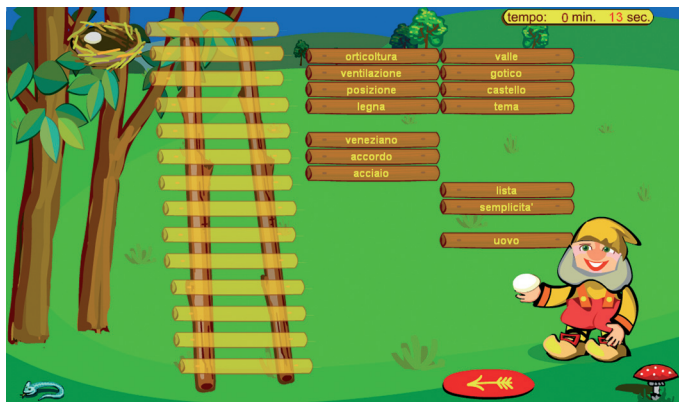 tempo: 0 min. 13 sec.
orticoltura
valle
ventilazione
gotico
posizione
castello
legna
tema
veneziano
accordo
acciaio
lista
semplicita'
uovo